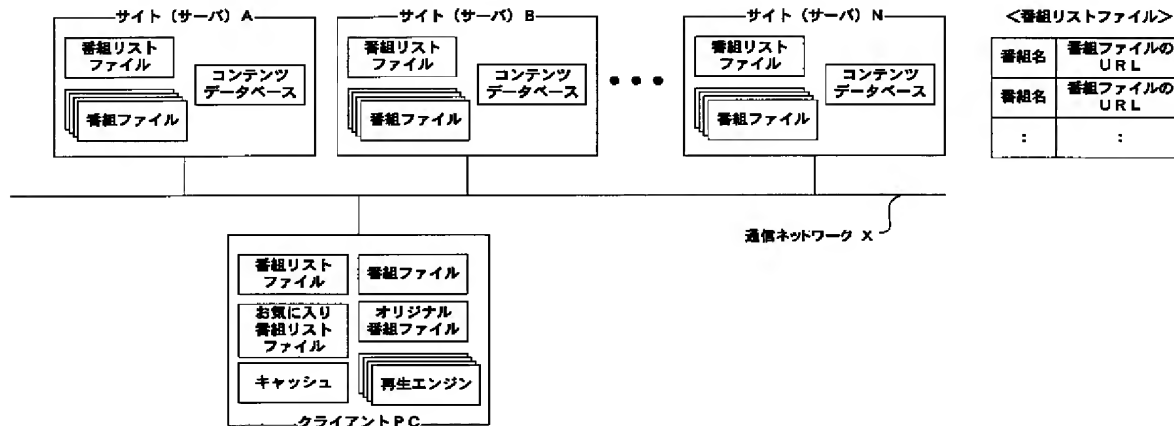 サイト（サーバ）A
番組リスト
ファイル
コンテンツ
データベース
番組ファイル
サイト（サーバ）B
番組リスト
ファイル
コンテンツ
データベース
番組ファイル
● ● ●
サイト（サーバ）N
番組リスト
ファイル
コンテンツ
データベース
番組ファイル
＜番組リストファイル＞
番組名
番組ファイルの
URL
番組名
番組ファイルの
URL
:
:
通信ネットワーク X
番組リスト
ファイル
番組ファイル
お気に入り
番組リスト
ファイル
オリジナル
番組ファイル
キャッシュ
再生エンジン
クライアントPC